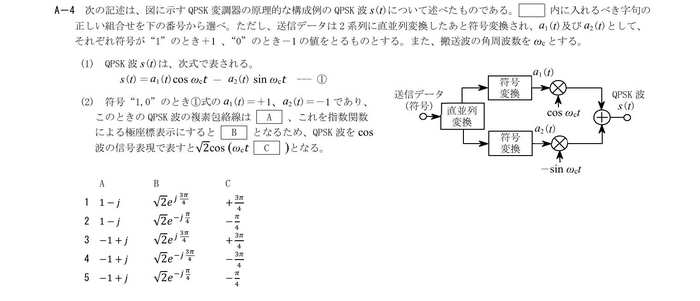 A－4 次の記述は、図に示す QPSK 変調器の原理的な構成例の QPSK 波 s(t)について述べたものである。□ 内に入れるべき字句の
正しい組合せを下の番号から選べ。ただし、送信データは 2 系列に直並列変換したあと符号変換され、a₁(t)及び a₂(t)として、
それぞれ符号が “1”のとき＋1 、“0”のとき－1 の値をとるものとする。また、搬送波の角周波数を ω꜀とする。
(1) QPSK 波 s(t)は、次式で表される。
s(t)＝a₁(t)cos ω꜀t － a₂(t) sin ω꜀t --- ①
(2) 符号“1,0”のとき①式の a₁(t)＝＋1、a₂(t)＝－1 であり、
このときの QPSK 波の複素包絡線は A 、これを指数関数
による極座標表示にすると B となるため、QPSK 波を cos
波の信号表現で表すと√2cos (ω꜀t C )となる。
送信データ
(符号)
直並列
変換
符号
変換
a₁(t)
cos ω꜀t
符号
変換
a₂(t)
－sin ω꜀t
QPSK 波
s(t)
A B C
1 1－j √2e^{j3π/4} ＋3π/4
2 1－j √2e^{－jπ/4} －π/4
3 －1＋j √2e^{j3π/4} ＋3π/4
4 －1＋j √2e^{－j3π/4} －3π/4
5 －1＋j √2e^{－jπ/4} －π/4